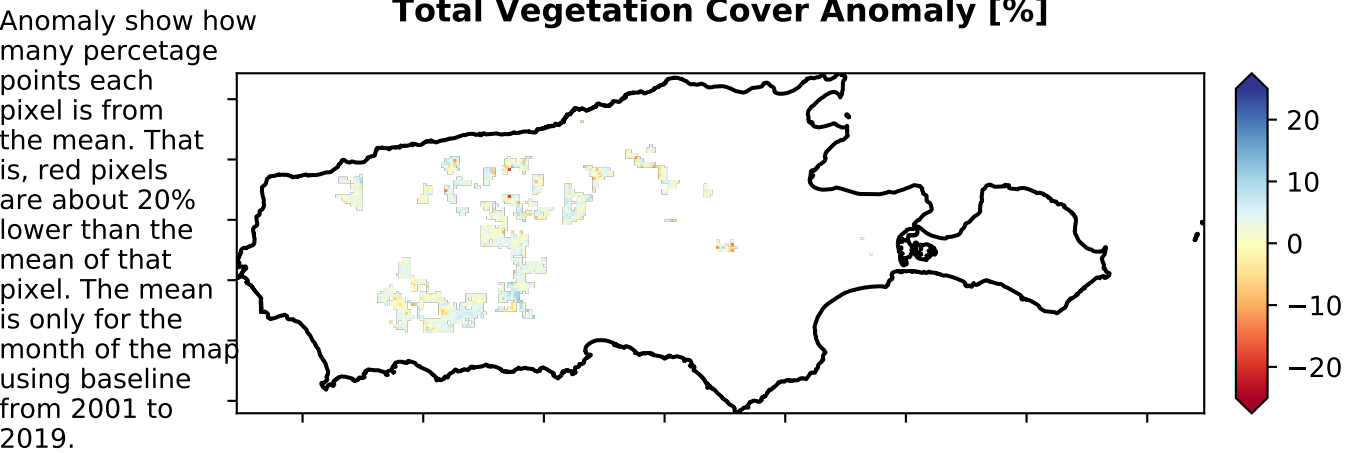 Total Vegetation Cover Anomaly [%]
Anomaly show how
many percetage
points each
pixel is from
the mean. That
is, red pixels
are about 20%
lower than the
mean of that
pixel. The mean
is only for the
month of the map
using baseline
from 2001 to
2019.
20
10
0
−10
−20